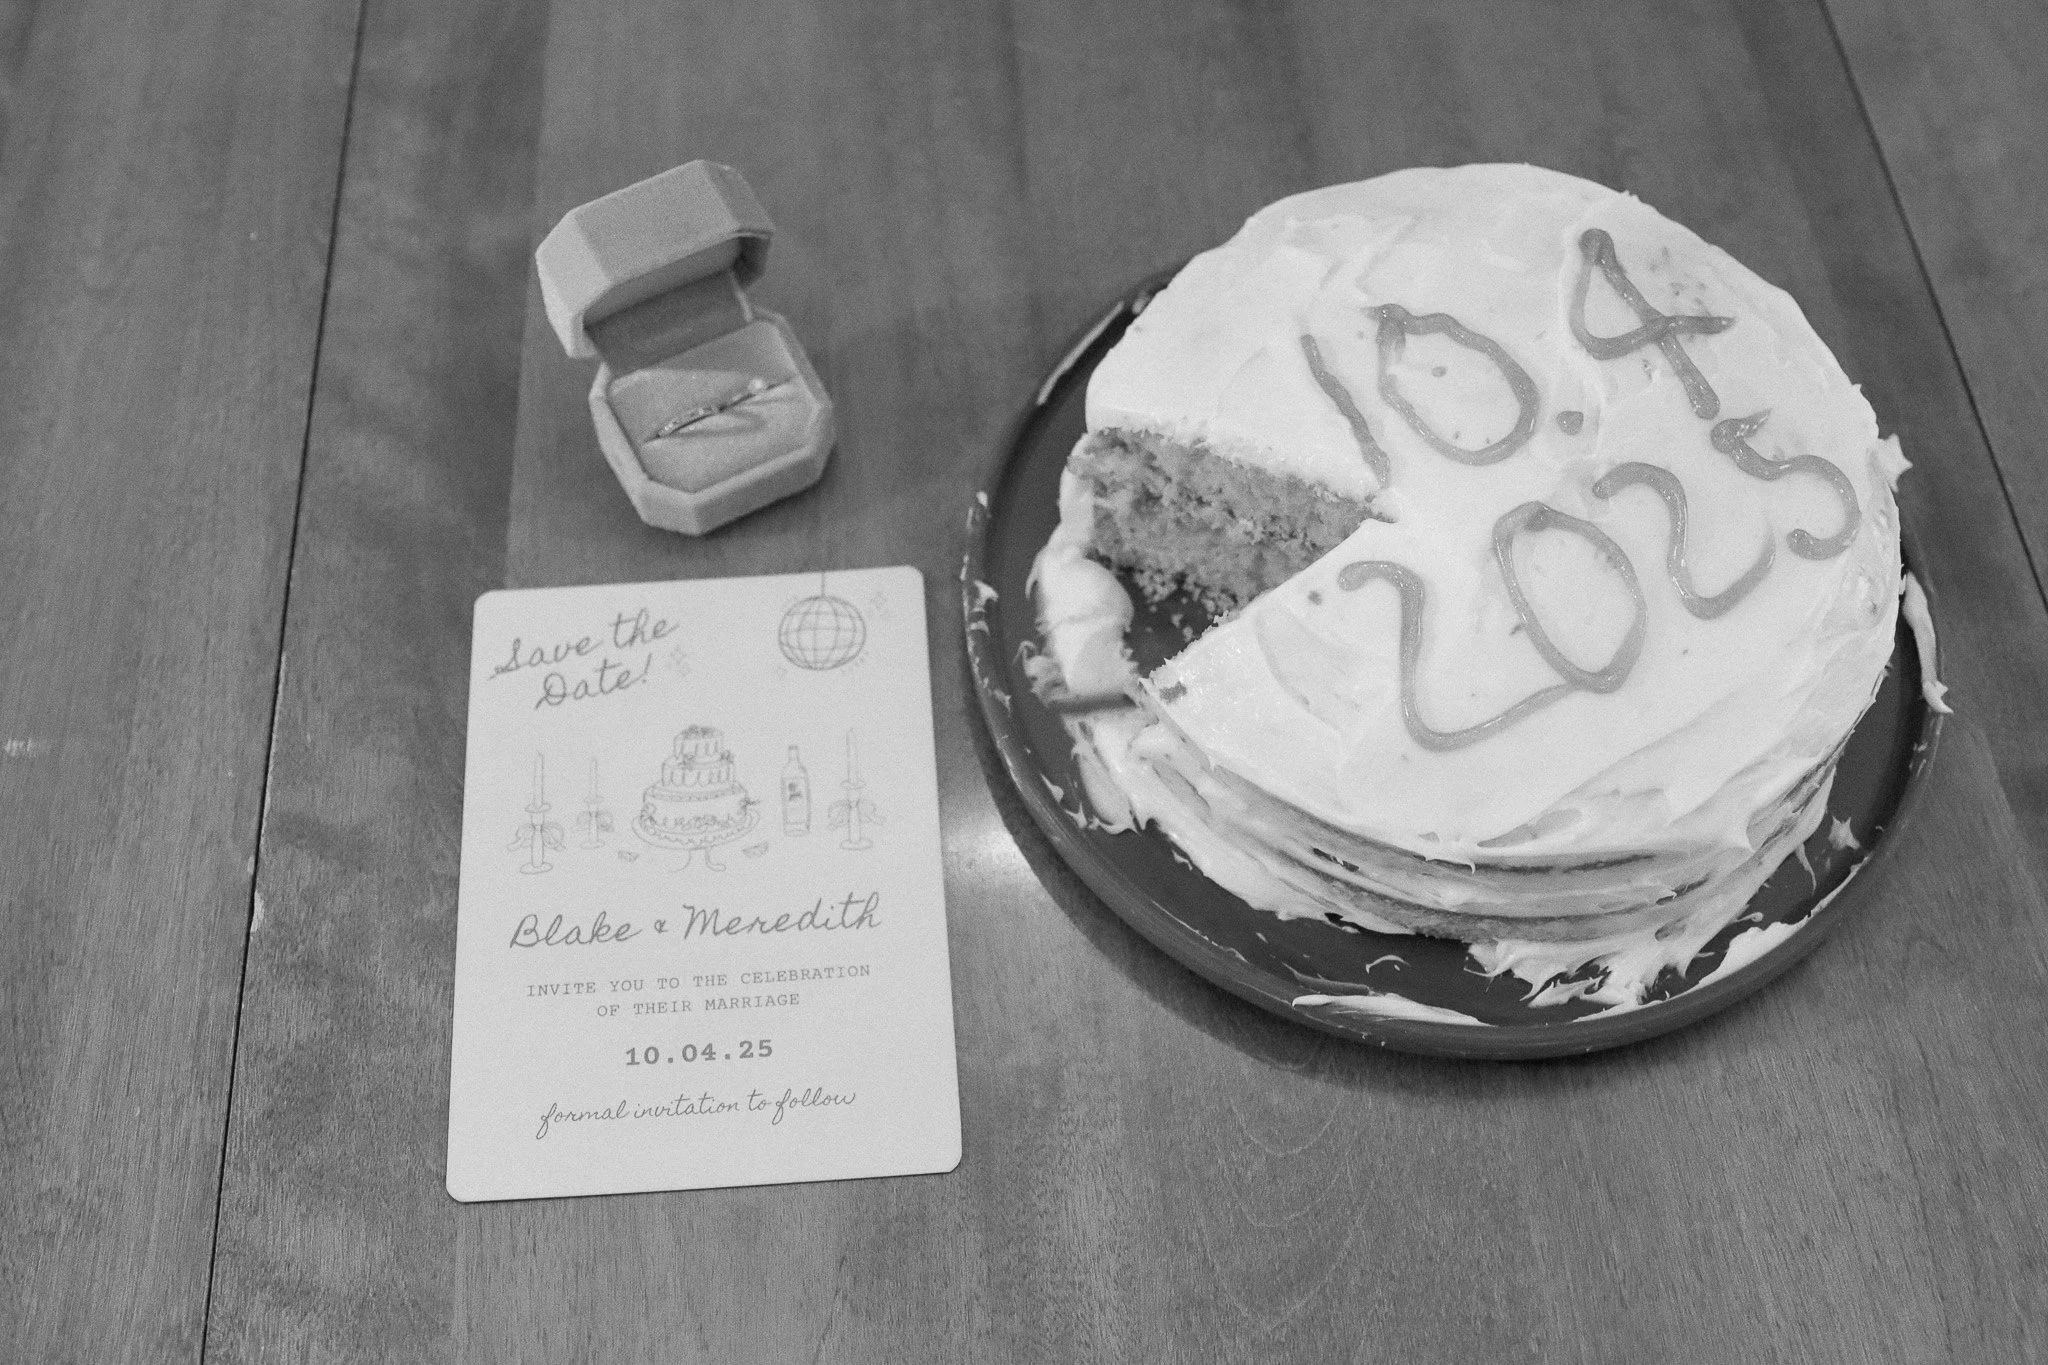 Save the
Date!
Blake & Meredith
INVITE YOU TO THE CELEBRATION
OF THEIR MARRIAGE
10.04.25
formal invitation to follow
10.4
2025